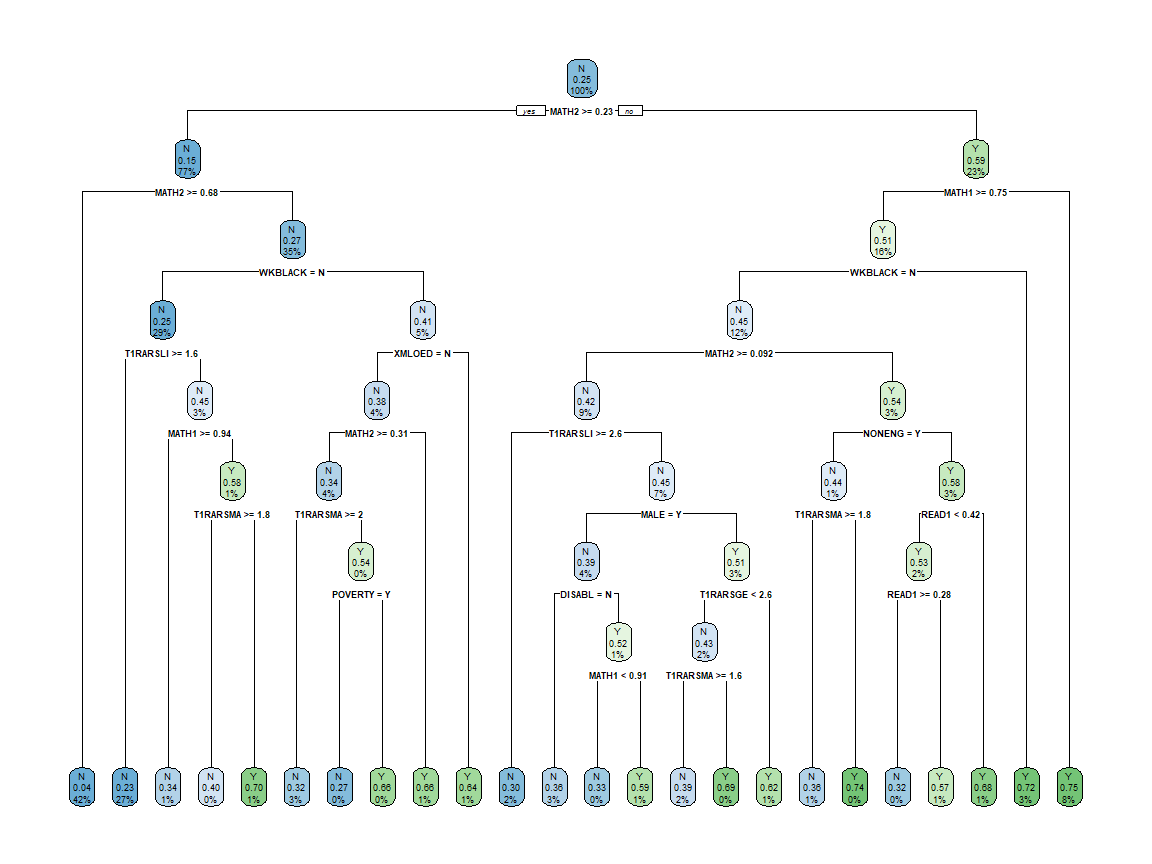 N
0.25
100%
yes MATH2 >= 0.23 no
N
0.15
77%
Y
0.59
23%
MATH2 >= 0.68
MATH1 >= 0.75
N
0.27
35%
Y
0.51
16%
WKBLACK = N
WKBLACK = N
N
0.25
29%
N
0.41
5%
N
0.45
12%
T1RARSLI >= 1.6
XMLOED = N
MATH2 >= 0.092
N
0.45
3%
N
0.38
4%
N
0.42
9%
Y
0.54
3%
MATH1 >= 0.94
MATH2 >= 0.31
T1RARSLI >= 2.6
NONENG = Y
Y
0.58
1%
N
0.34
4%
N
0.45
7%
N
0.44
1%
Y
0.58
3%
T1RARSMA >= 1.8
T1RARSMA >= 2
MALE = Y
T1RARSMA >= 1.8
READ1 < 0.42
Y
0.54
0%
N
0.39
4%
Y
0.51
3%
Y
0.53
2%
POVERTY = Y
DISABL = N
T1RARSGE < 2.6
READ1 >= 0.28
Y
0.52
1%
N
0.43
2%
MATH1 < 0.91
T1RARSMA >= 1.6
N
0.04
42%
N
0.23
27%
N
0.34
1%
N
0.40
0%
Y
0.70
1%
N
0.32
3%
N
0.27
0%
Y
0.66
0%
Y
0.66
1%
Y
0.64
1%
N
0.30
2%
N
0.36
3%
N
0.33
0%
Y
0.59
1%
N
0.39
2%
Y
0.69
0%
Y
0.62
1%
N
0.36
1%
Y
0.74
0%
N
0.32
0%
Y
0.57
1%
Y
0.68
1%
Y
0.72
3%
Y
0.75
8%